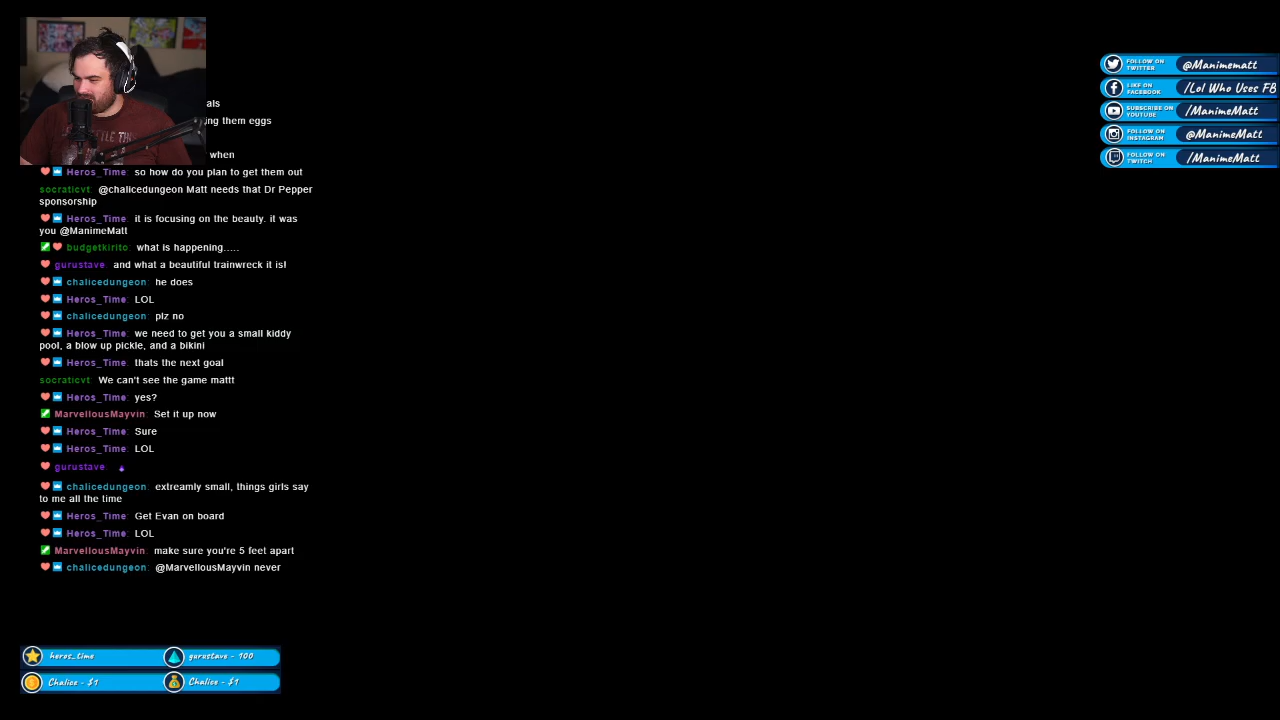 als
ing them eggs
when
Heros_Time: so how do you plan to get them out
socraticvt: @chalicedungeon Matt needs that Dr Pepper
sponsorship
Heros_Time: it is focusing on the beauty. it was
you @ManimeMatt
budgetkirito: what is happening.....
gurustave: and what a beautiful trainwreck it is!
chalicedungeon: he does
Heros_Time: LOL
chalicedungeon: plz no
Heros_Time: we need to get you a small kiddy
pool, a blow up pickle, and a bikini
Heros_Time: thats the next goal
socraticvt: We can't see the game mattt
Heros_Time: yes?
MarvellousMayvin: Set it up now
Heros_Time: Sure
Heros_Time: LOL
gurustave:
chalicedungeon: extreamly small, things girls say
to me all the time
Heros_Time: Get Evan on board
Heros_Time: LOL
MarvellousMayvin: make sure you're 5 feet apart
chalicedungeon: @MarvellousMayvin never
heros_time
gurustave - 100
Chalice - $1
Chalice - $1
FOLLOW ON
TWITTER
@Manimematt
LIKE ON
FACEBOOK
/Lol Who Uses FB
SUBSCRIBE ON
YOUTUBE
/ManimeMatt
FOLLOW ON
INSTAGRAM
@ManimeMatt
FOLLOW ON
TWITCH
/ManimeMatt